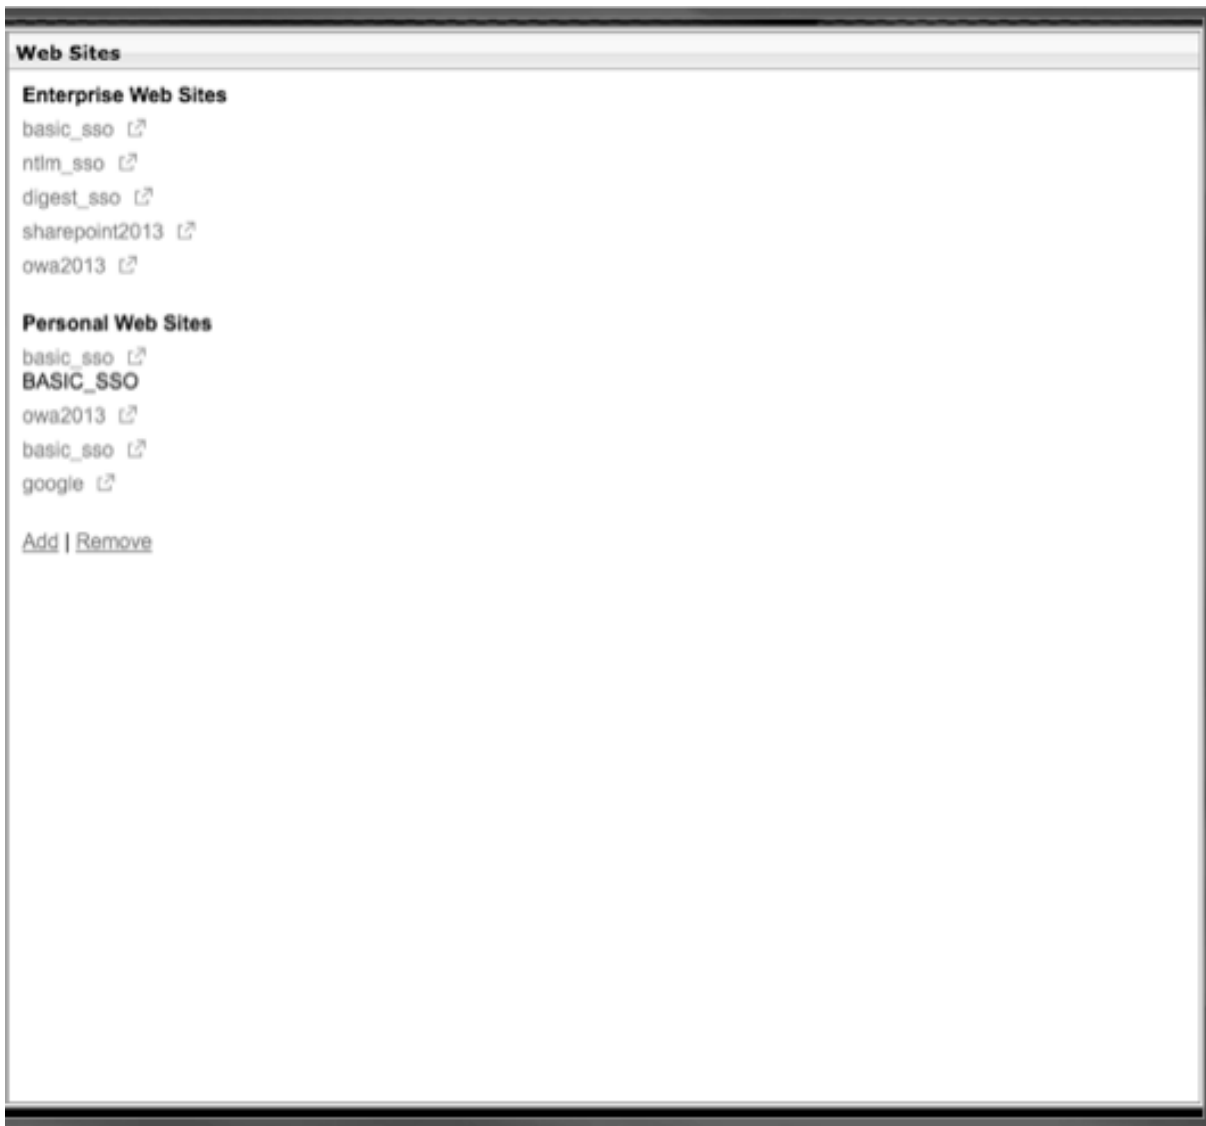 Web Sites
Enterprise Web Sites
basic_sso
ntlm_sso
digest_sso
sharepoint2013
owa2013
Personal Web Sites
basic_sso
BASIC_SSO
owa2013
basic_sso
google
Add | Remove